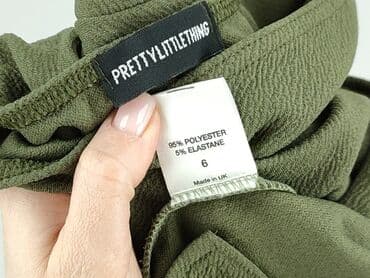 PRETTYLITTLETHING
95% POLYESTER
5% ELASTANE
6
Made in UK